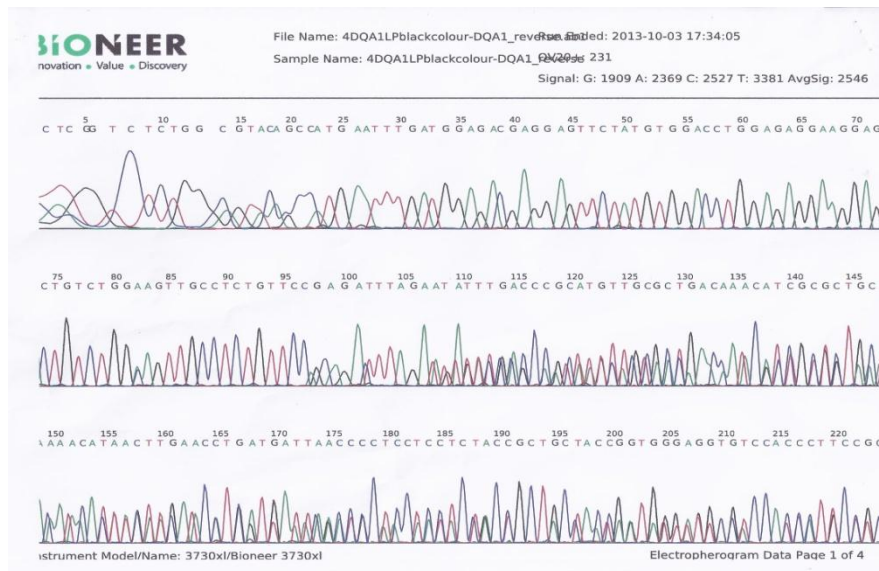 BiONEER
novation • Value • Discovery
File Name: 4DQA1LPblackcolour-DQA1_reverse.ab1
Run Ended: 2013-10-03 17:34:05
Sample Name: 4DQA1LPblackcolour-DQA1_reverse
QV20+: 231
Signal: G: 1909 A: 2369 C: 2527 T: 3381 AvgSig: 2546
5 10 15 20 25 30 35 40 45 50 55 60 65 70
C T C G G T C T C T G G C G T A C A G C C A T G A A T T T G A T G G A G A C G A G G A G T T C T A T G T G G A C C T G G A G A G G A A G G A G
75 80 85 90 95 100 105 110 115 120 125 130 135 140 145
C T G T C T G G A A G T T G C C T C T G T T C C G A G A T T T A G A A T A T T T G A C C C G C A T G T T G C G C T G A C A A A C A T C G C G C T G C
150 155 160 165 170 175 180 185 190 195 200 205 210 215 220
A A A C A T A A C T T G A A C C T G A T G A T T A A C C C C C T C C T C C T C T A C C G C T G C T A C C G G T G G G A G G T G T C C A C C C T T C C G
strument Model/Name: 3730xl/Bioneer 3730xl
Electropherogram Data Page 1 of 4